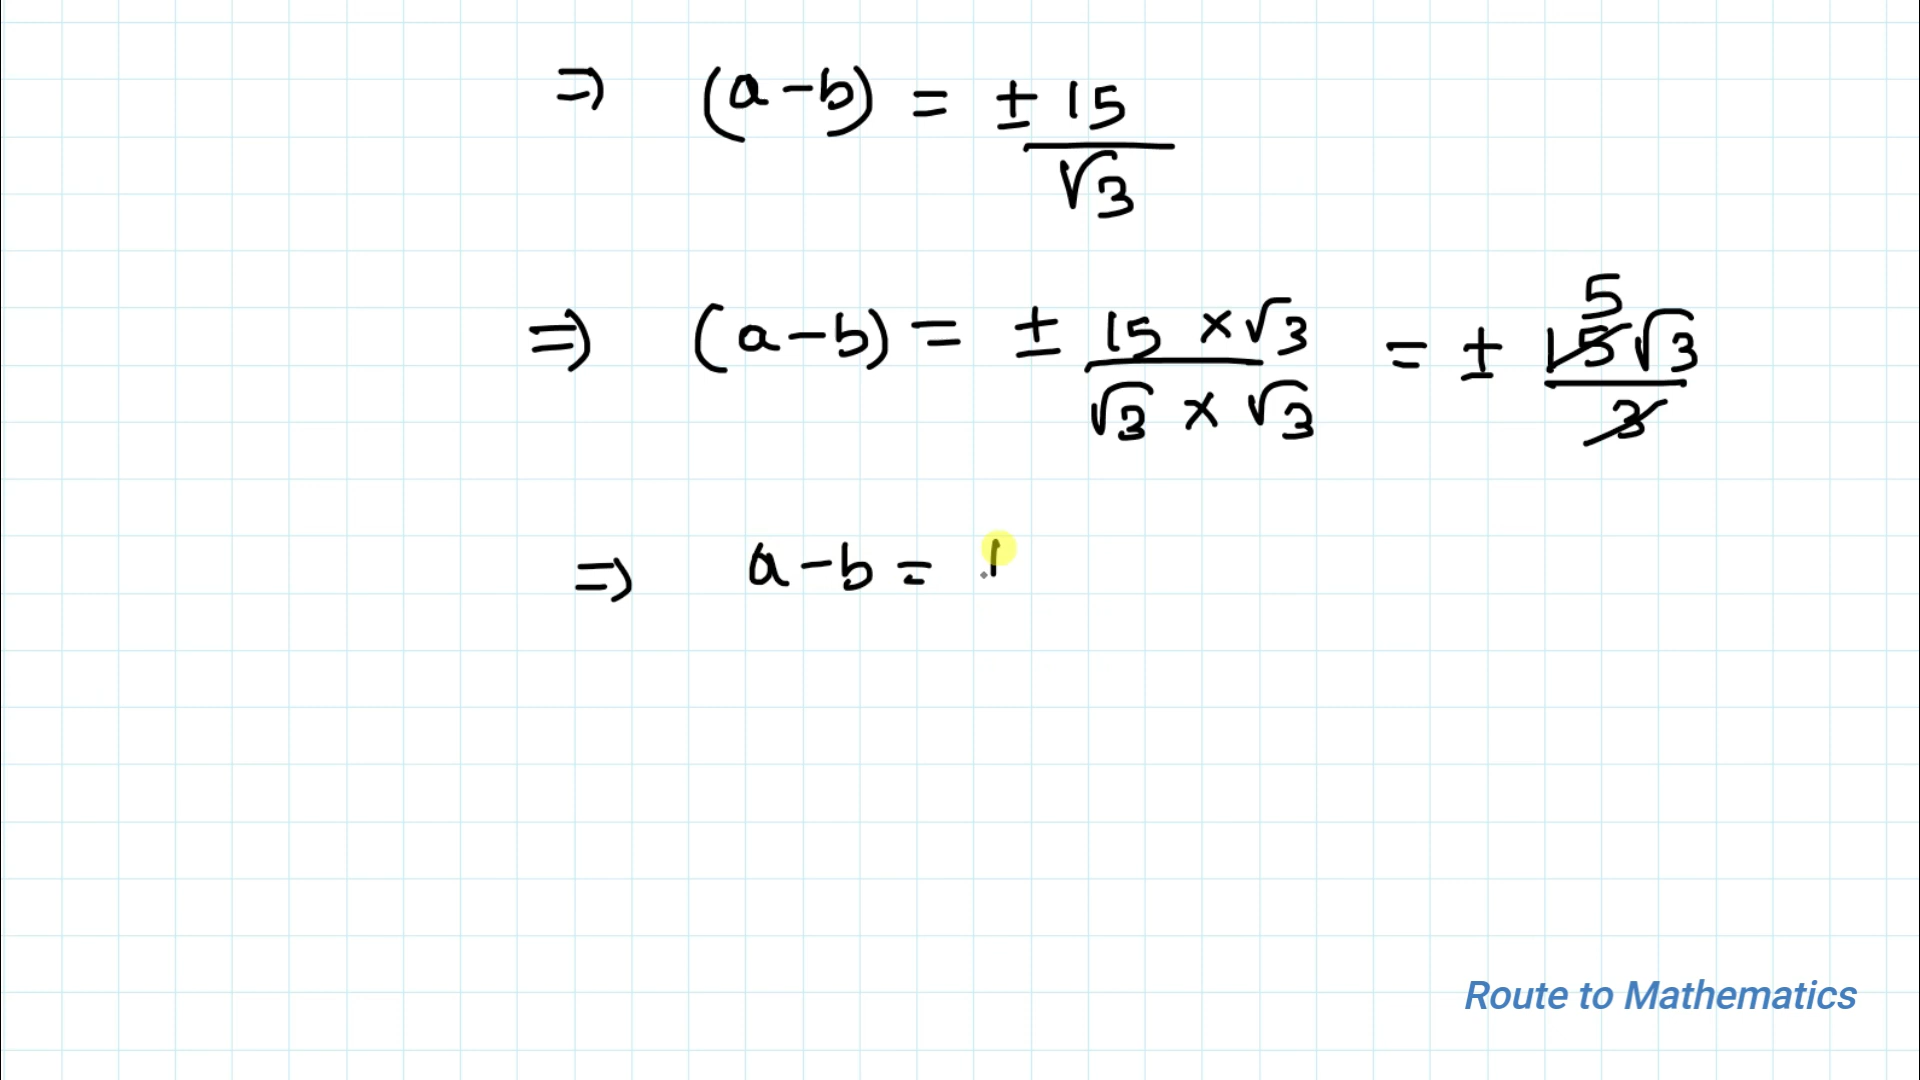 ⇒ (a-b) = ± 15/√3
⇒ (a-b) = ± 15 × √3 / √3 × √3 = ± 15√3 / 3
5
⇒ a-b =
Route to Mathematics